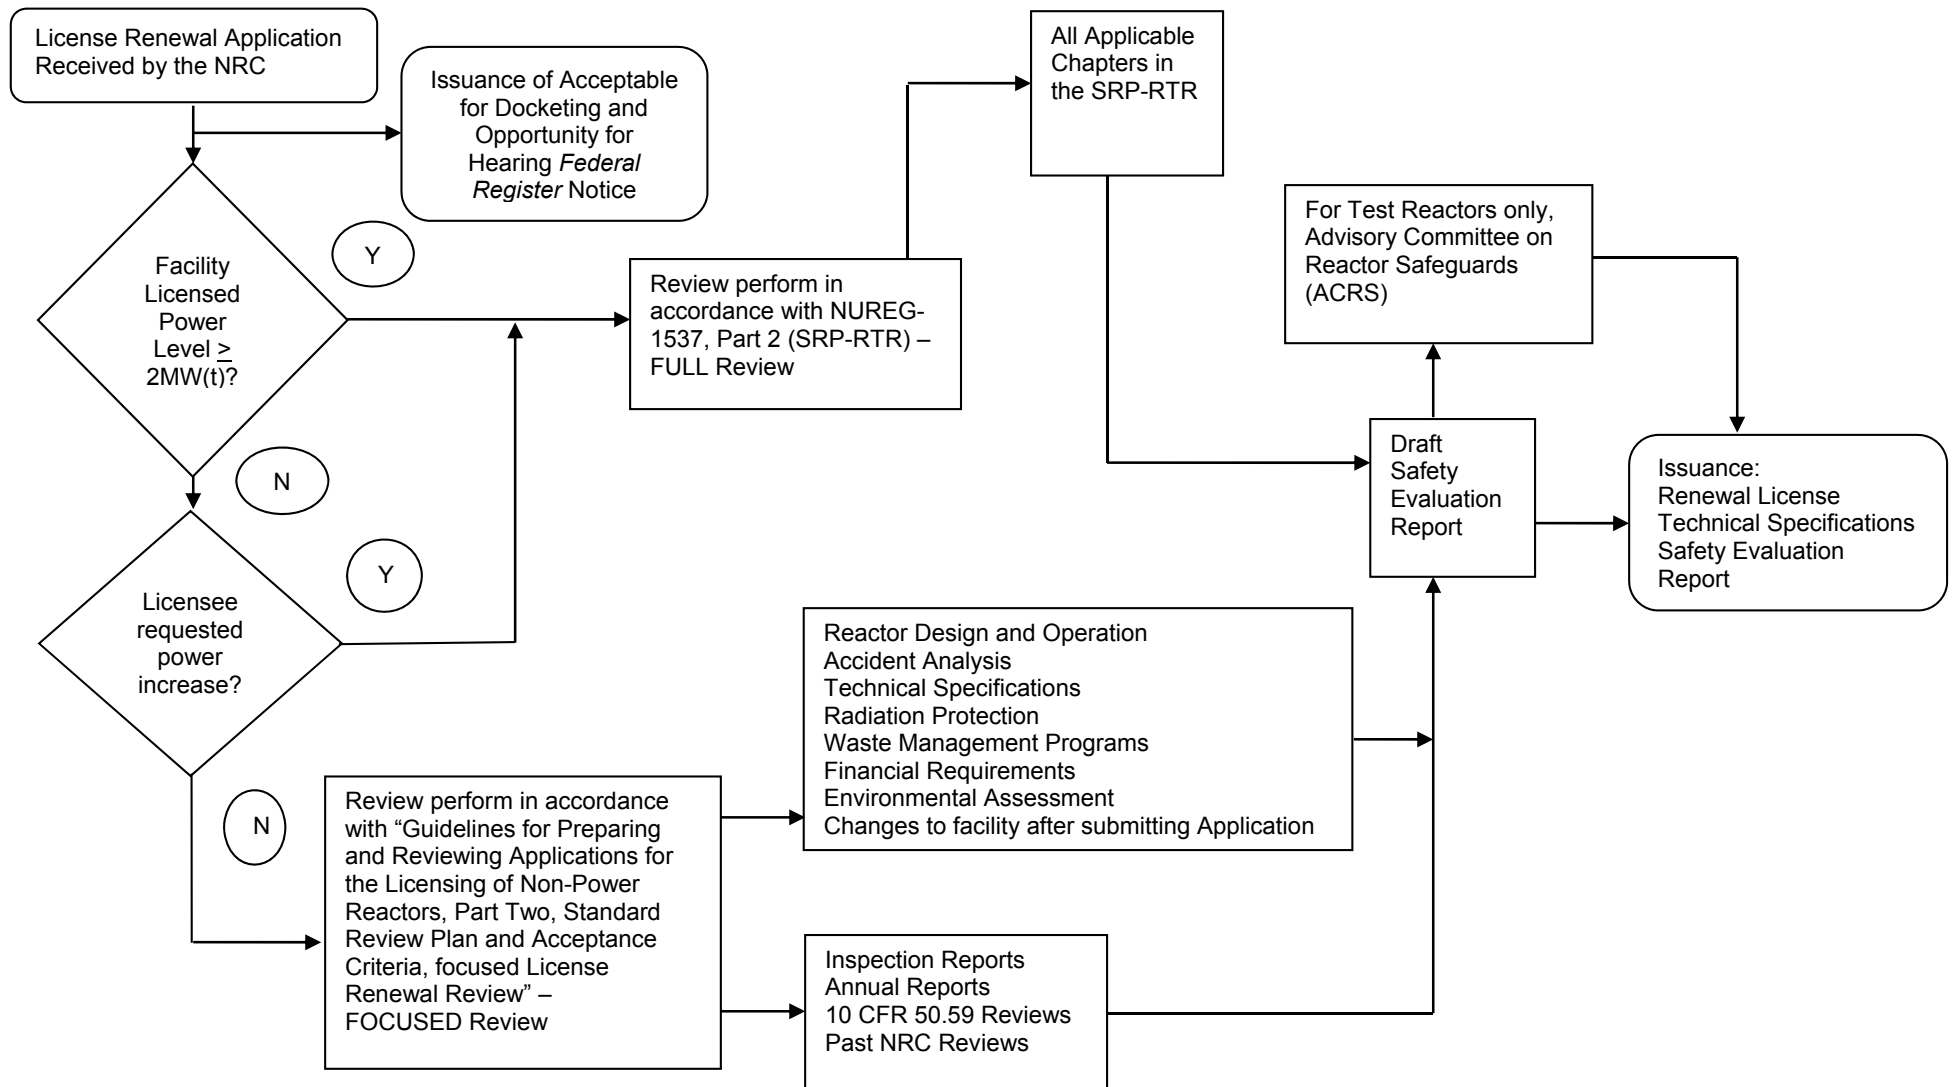 License Renewal Application
Received by the NRC
Issuance of Acceptable
for Docketing and
Opportunity for
Hearing Federal
Register Notice
Facility
Licensed
Power
Level ≥
2MW(t)?
Y
N
Licensee
requested
power
increase?
Y
N
Review perform in
accordance with NUREG-
1537, Part 2 (SRP-RTR) –
FULL Review
All Applicable
Chapters in
the SRP-RTR
Review perform in accordance
with “Guidelines for Preparing
and Reviewing Applications for
the Licensing of Non-Power
Reactors, Part Two, Standard
Review Plan and Acceptance
Criteria, focused License
Renewal Review” –
FOCUSED Review
Reactor Design and Operation
Accident Analysis
Technical Specifications
Radiation Protection
Waste Management Programs
Financial Requirements
Environmental Assessment
Changes to facility after submitting Application
Inspection Reports
Annual Reports
10 CFR 50.59 Reviews
Past NRC Reviews
Draft
Safety
Evaluation
Report
For Test Reactors only,
Advisory Committee on
Reactor Safeguards
(ACRS)
Issuance:
Renewal License
Technical Specifications
Safety Evaluation
Report